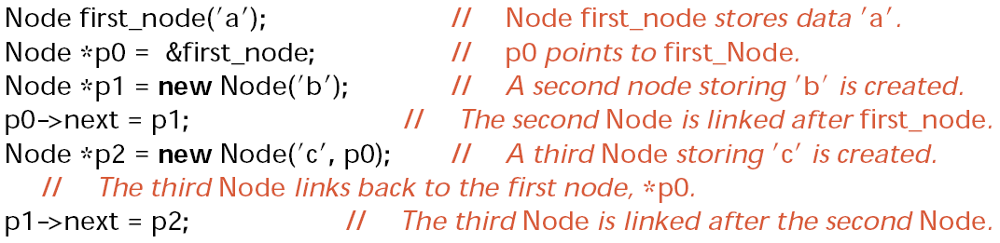 Node first_node('a'); // Node first_node stores data 'a'.
Node *p0 = &first_node; // p0 points to first_Node.
Node *p1 = new Node('b'); // A second node storing 'b' is created.
p0->next = p1; // The second Node is linked after first_node.
Node *p2 = new Node('c', p0); // A third Node storing 'c' is created.
// The third Node links back to the first node, *p0.
p1->next = p2; // The third Node is linked after the second Node.